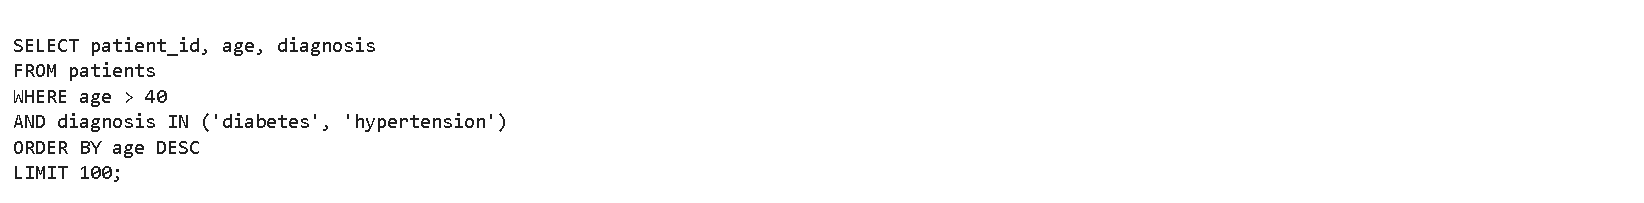 SELECT patient_id, age, diagnosis
FROM patients
WHERE age > 40
AND diagnosis IN ('diabetes', 'hypertension')
ORDER BY age DESC
LIMIT 100;